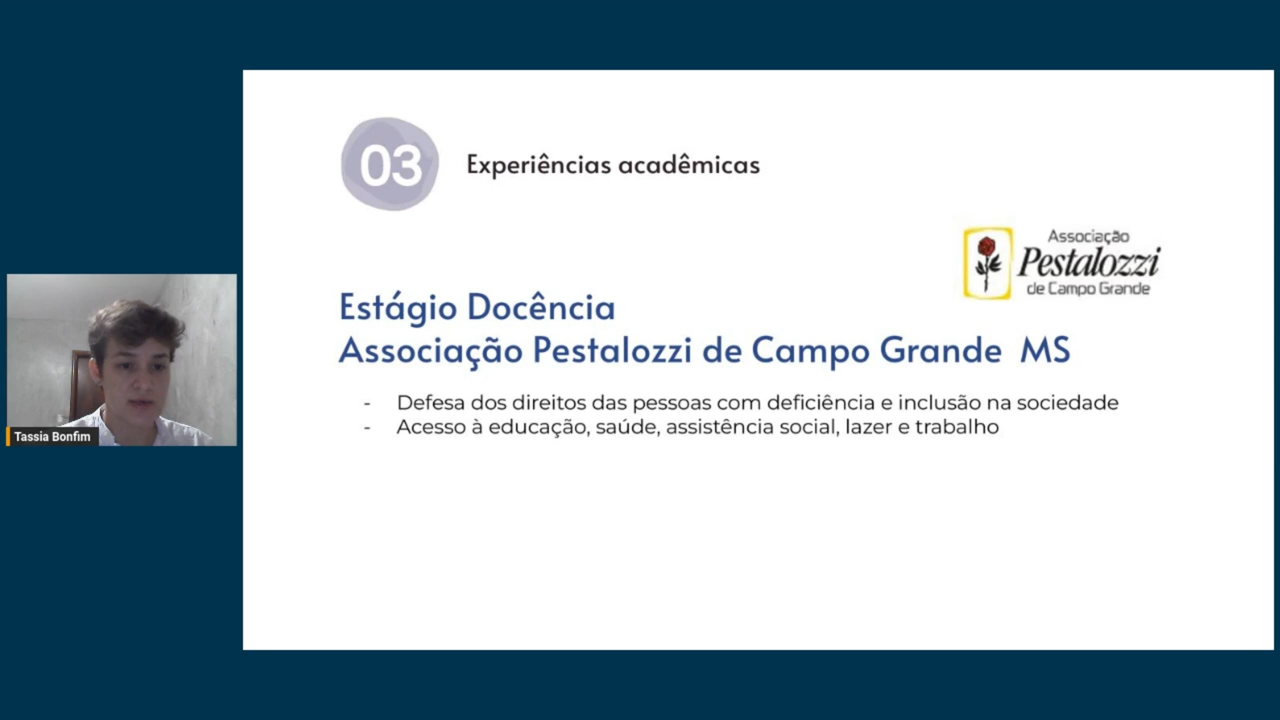 03
Experiências acadêmicas
Associação
Pestalozzi
de Campo Grande
Estágio Docência
Associação Pestalozzi de Campo Grande MS
- Defesa dos direitos das pessoas com deficiência e inclusão na sociedade
- Acesso à educação, saúde, assistência social, lazer e trabalho
Tassia Bonfim